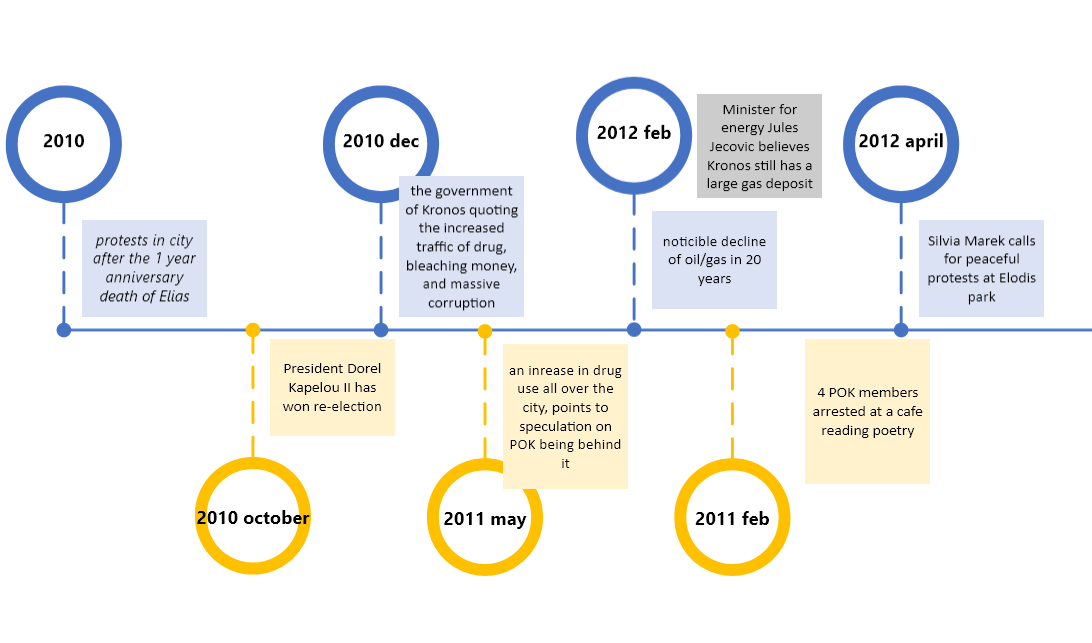 2010
protests in city
after the 1 year
anniversary
death of Elias
2010 dec
the government
of Kronos quoting
the increased
traffic of drug,
bleaching money,
and massive
corruption
2012 feb
Minister for
energy Jules
Jecovic believes
Kronos still has a
large gas deposit
noticible decline
of oil/gas in 20
years
2012 april
Silvia Marek calls
for peaceful
protests at Elodis
park
President Dorel
Kapelou II has
won re-election
2010 october
an inrease in drug
use all over the
city, points to
speculation on
POK being behind
it
2011 may
2011 feb
4 POK members
arrested at a cafe
reading poetry